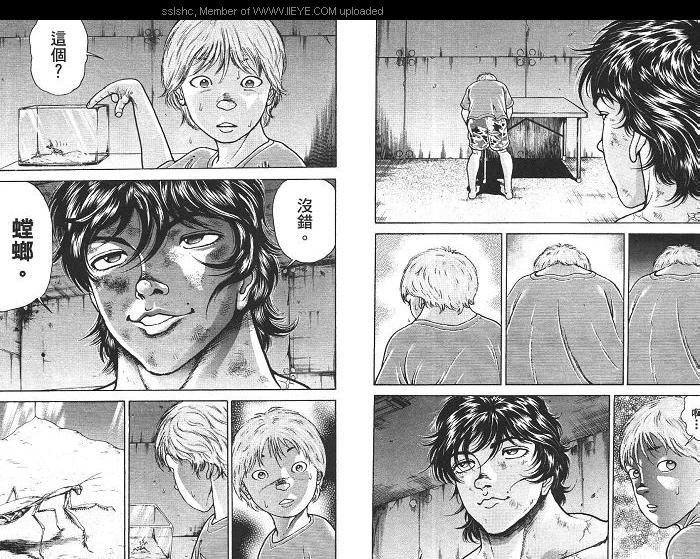 sslshc, Member of WWW.IIEYE.COM uploaded
啊…
這個？
沒錯。
螳螂。